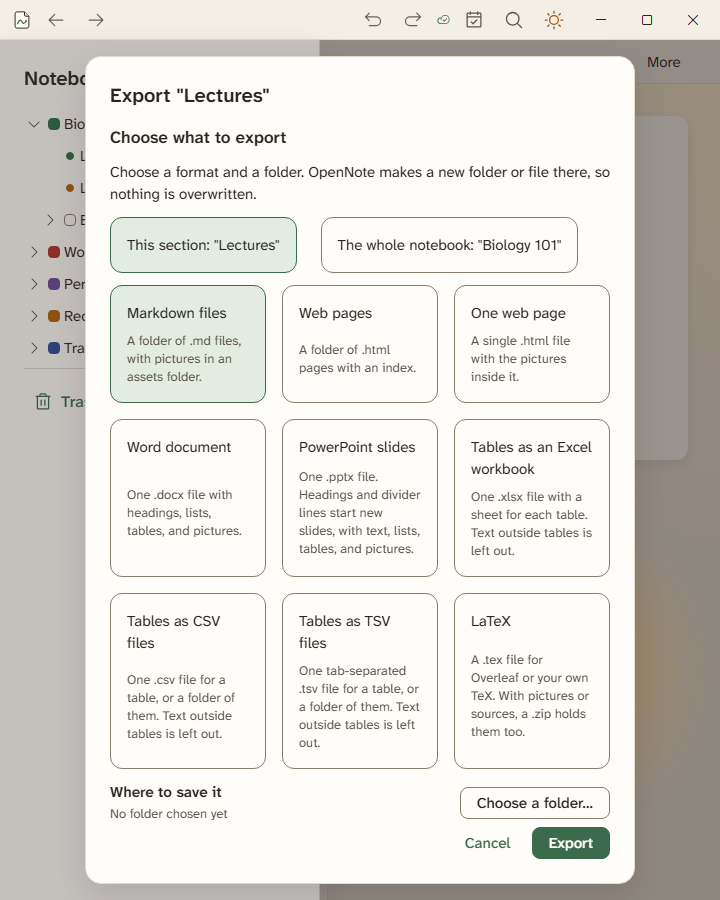 More
Export "Lectures"
Choose what to export
Choose a format and a folder. OpenNote makes a new folder or file there, so
nothing is overwritten.
This section: "Lectures"
The whole notebook: "Biology 101"
Markdown files
A folder of .md files,
with pictures in an
assets folder.
Web pages
A folder of .html
pages with an index.
One web page
A single .html file
with the pictures
inside it.
Word document
One .docx file with
headings, lists,
tables, and pictures.
PowerPoint slides
One .pptx file.
Headings and divider
lines start new
slides, with text, lists,
tables, and pictures.
Tables as an Excel
workbook
One .xlsx file with a
sheet for each table.
Text outside tables is
left out.
Tables as CSV
files
One .csv file for a
table, or a folder of
them. Text outside
tables is left out.
Tables as TSV
files
One tab-separated
.tsv file for a table, or
a folder of them. Text
outside tables is left
out.
LaTeX
A .tex file for
Overleaf or your own
TeX. With pictures or
sources, a .zip holds
them too.
Where to save it
No folder chosen yet
Choose a folder...
Cancel
Export